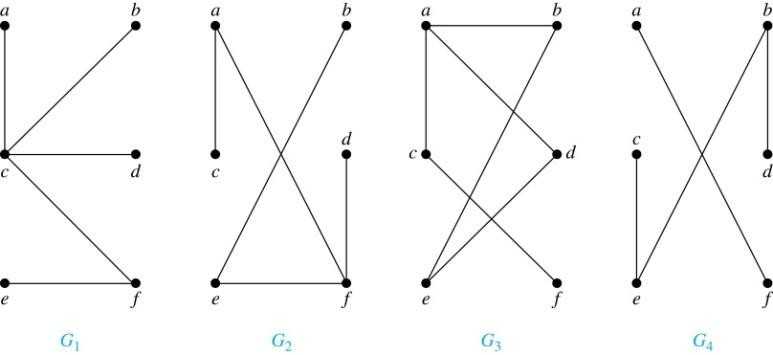 a b a b a b a b
d c
c d c c d d
e f e f e f e f
G1 G2 G3 G4